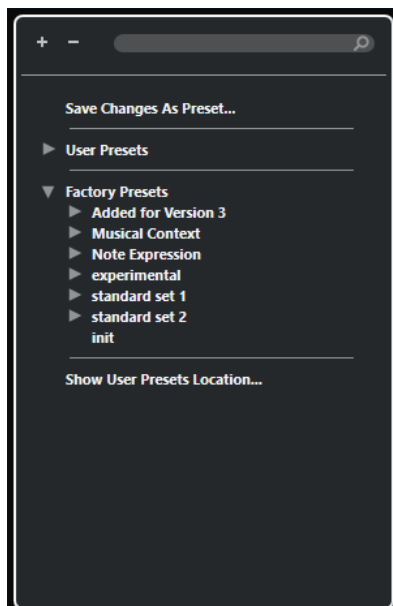 + −
Save Changes As Preset...
User Presets
Factory Presets
Added for Version 3
Musical Context
Note Expression
experimental
standard set 1
standard set 2
init
Show User Presets Location...